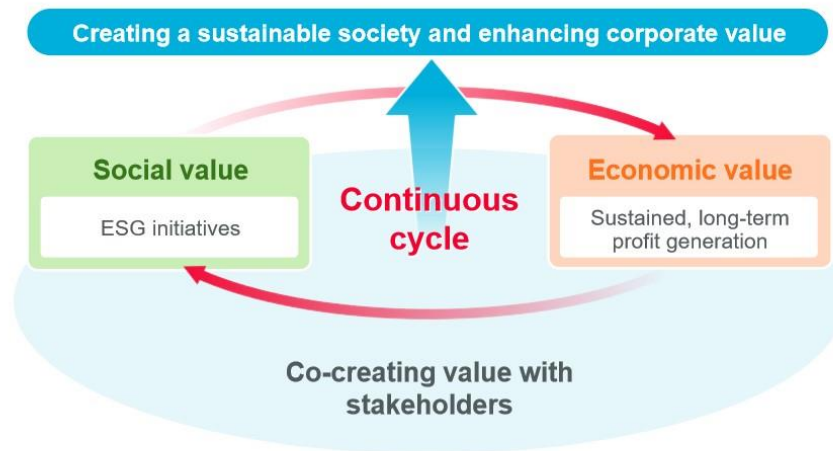 Creating a sustainable society and enhancing corporate value
Social value
ESG initiatives
Continuous
cycle
Economic value
Sustained, long-term
profit generation
Co-creating value with
stakeholders